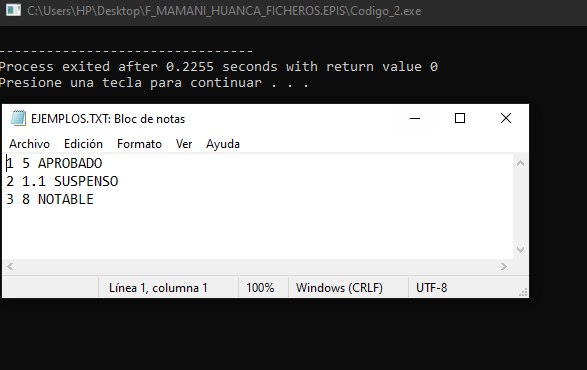 C:\Users\HP\Desktop\F_MAMANI_HUANCA_FICHEROS.EPIS\Codigo_2.exe
--------------------------------
Process exited after 0.2255 seconds with return value 0
Presione una tecla para continuar . . .
EJEMPLOS.TXT: Bloc de notas
Archivo Edición Formato Ver Ayuda
1 5 APROBADO
2 1.1 SUSPENSO
3 8 NOTABLE
Línea 1, columna 1 100% Windows (CRLF) UTF-8